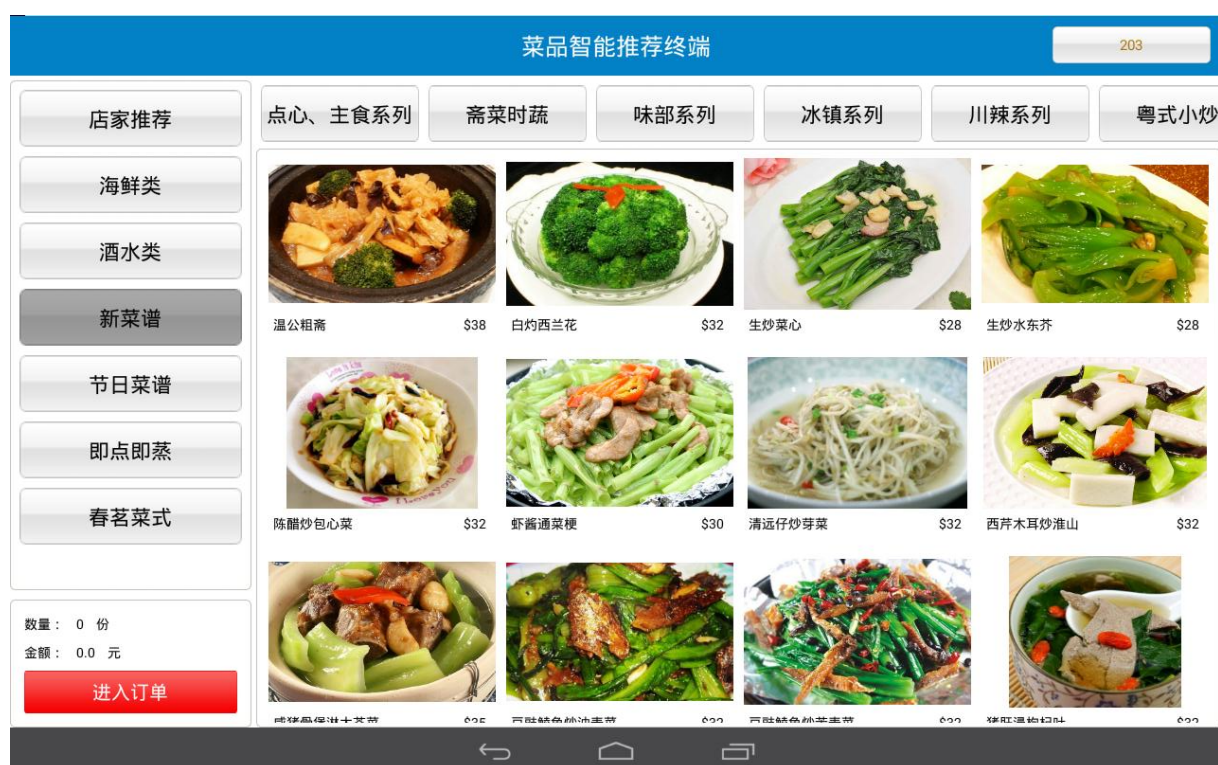 菜品智能推荐终端
203
店家推荐
海鲜类
酒水类
新菜谱
节日菜谱
即点即蒸
春茗菜式
数量： 0 份
金额： 0.0 元
进入订单
点心、主食系列 斋菜时蔬 味部系列 冰镇系列 川辣系列 粤式小炒
温公粗斋 $38 白灼西兰花 $32 生炒菜心 $28 生炒水东芥 $28
陈醋炒包心菜 $32 虾酱通菜梗 $30 清远仔炒芽菜 $32 西芹木耳炒淮山 $32
$35 $32 $32 $32